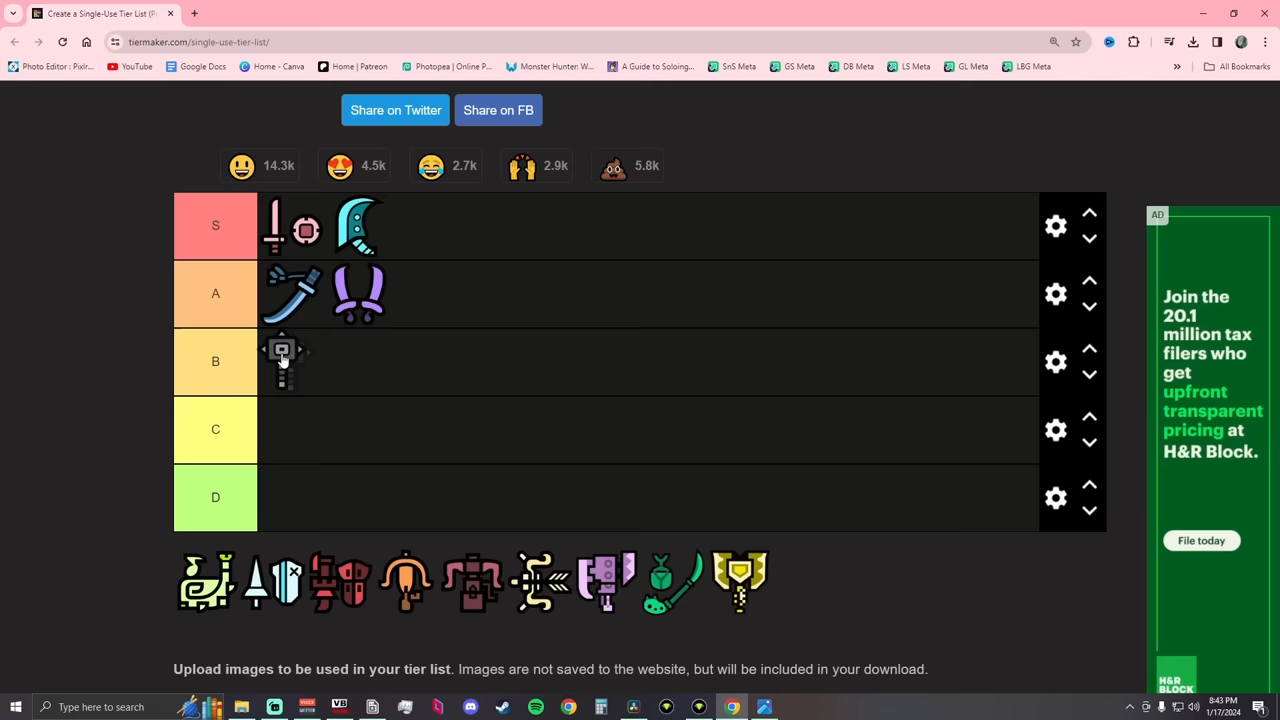 Create a Single-Use Tier List (P
tiermaker.com/single-use-tier-list/
Photo Editor : Pixlr...
YouTube
Google Docs
Home - Canva
Home | Patreon
Photopea | Online P...
Monster Hunter: W...
A Guide to Soloing...
SnS Meta
GS Meta
DB Meta
LS Meta
GL Meta
LBG Meta
»
All Bookmarks
Share on Twitter
Share on FB
14.3k
4.5k
2.7k
2.9k
5.8k
S
A
B
C
D
AD
Join the
20.1
million tax
filers who
get
upfront
transparent
pricing at
H&R Block.
File today
H&R
BLOCK
Upload images to be used in your tier list. Images are not saved to the website, but will be included in your download.
Type here to search
VB
8:43 PM
1/17/2024